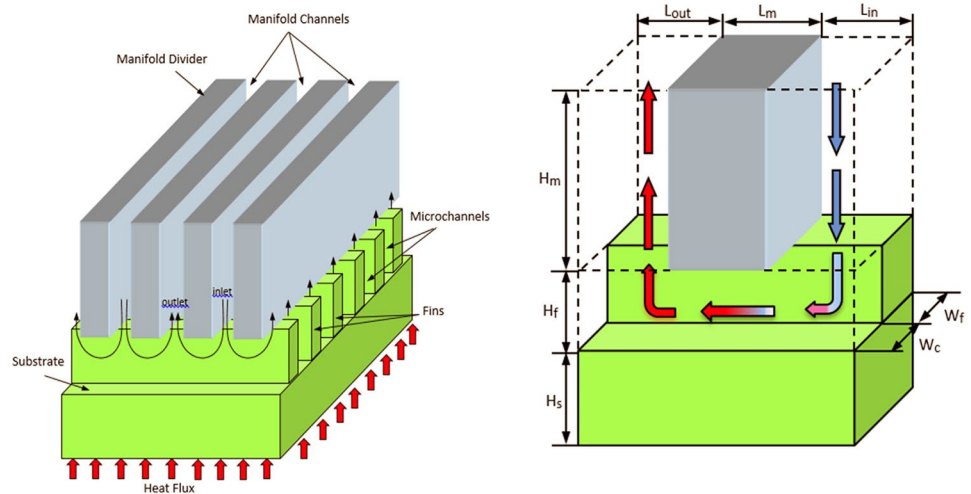 Manifold Channels
Manifold Divider
Microchannels
outlet
inlet
Fins
Substrate
Heat Flux
Lout
Lm
Lin
Hm
Hf
Hs
Wf
Wc